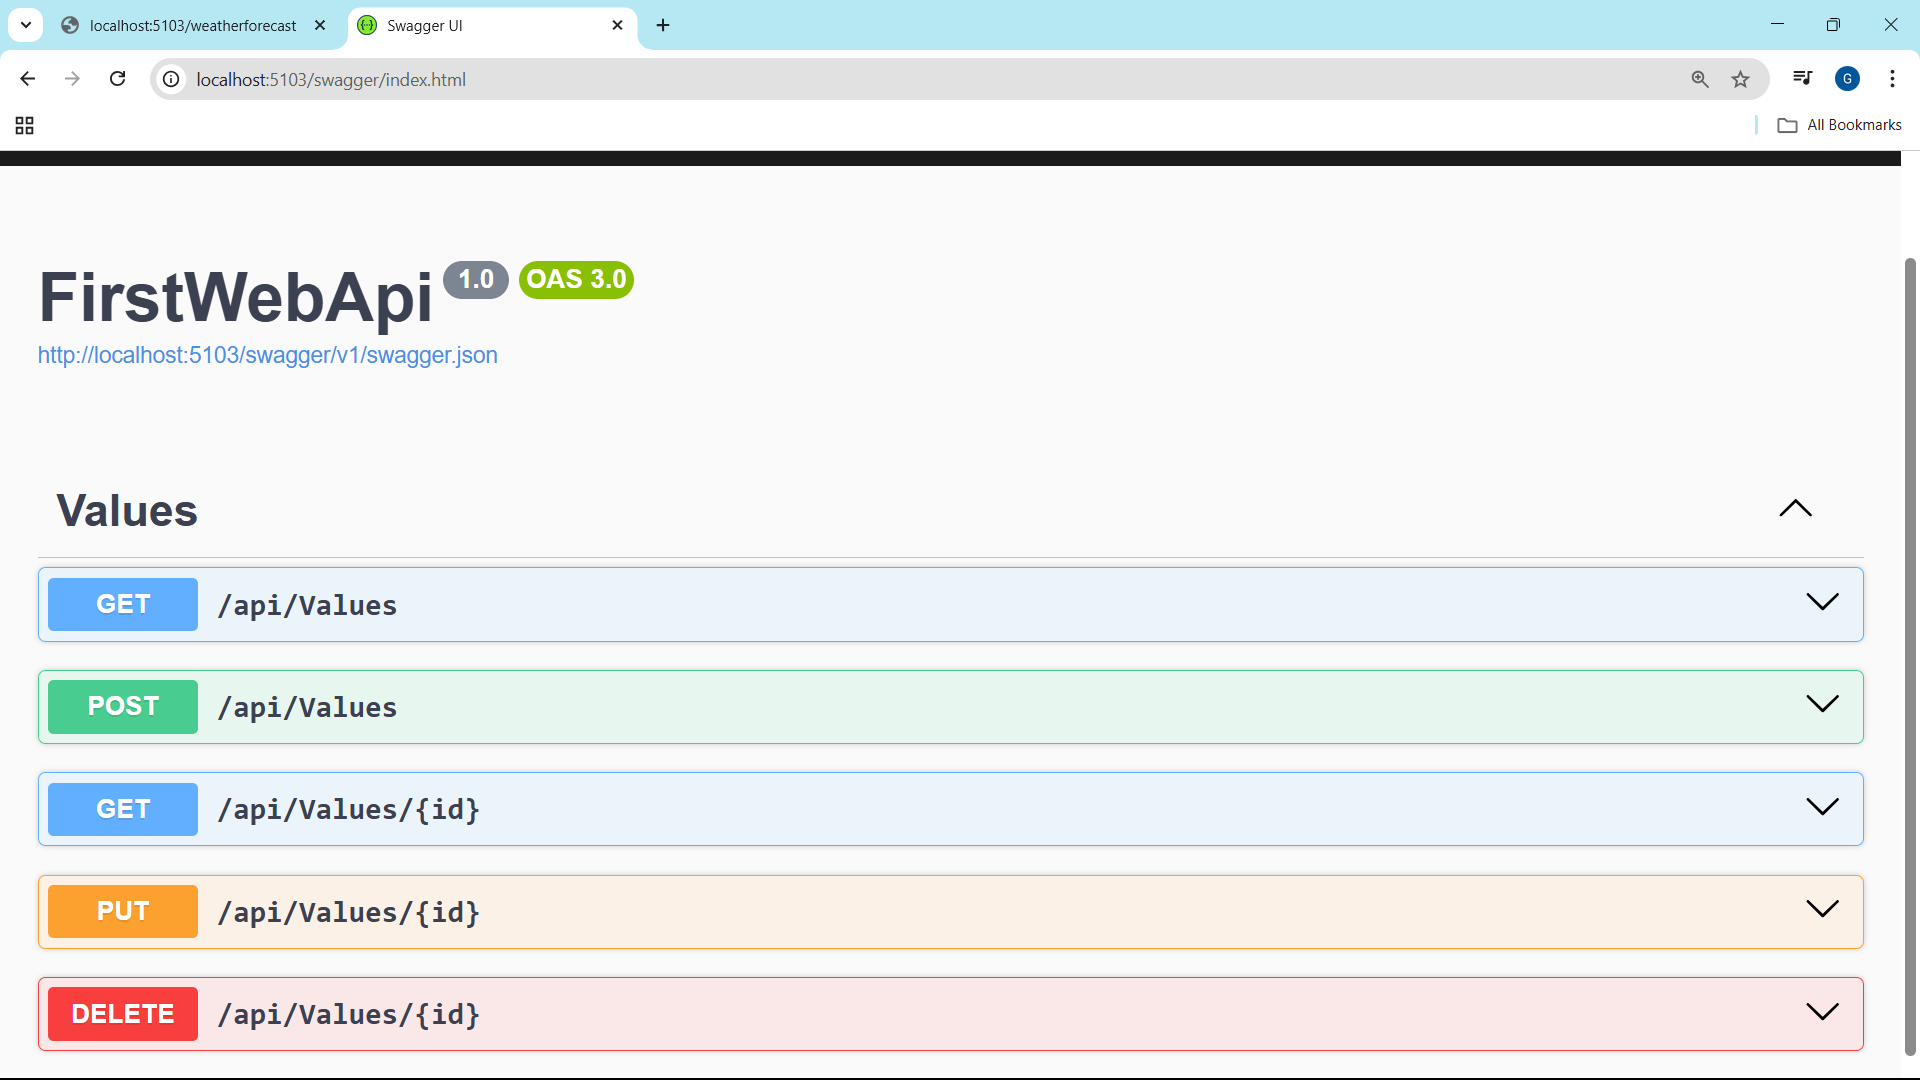 localhost:5103/weatherforecast
Swagger UI
localhost:5103/swagger/index.html
G
All Bookmarks
FirstWebApi 1.0 OAS 3.0
http://localhost:5103/swagger/v1/swagger.json
Values
GET /api/Values
POST /api/Values
GET /api/Values/{id}
PUT /api/Values/{id}
DELETE /api/Values/{id}